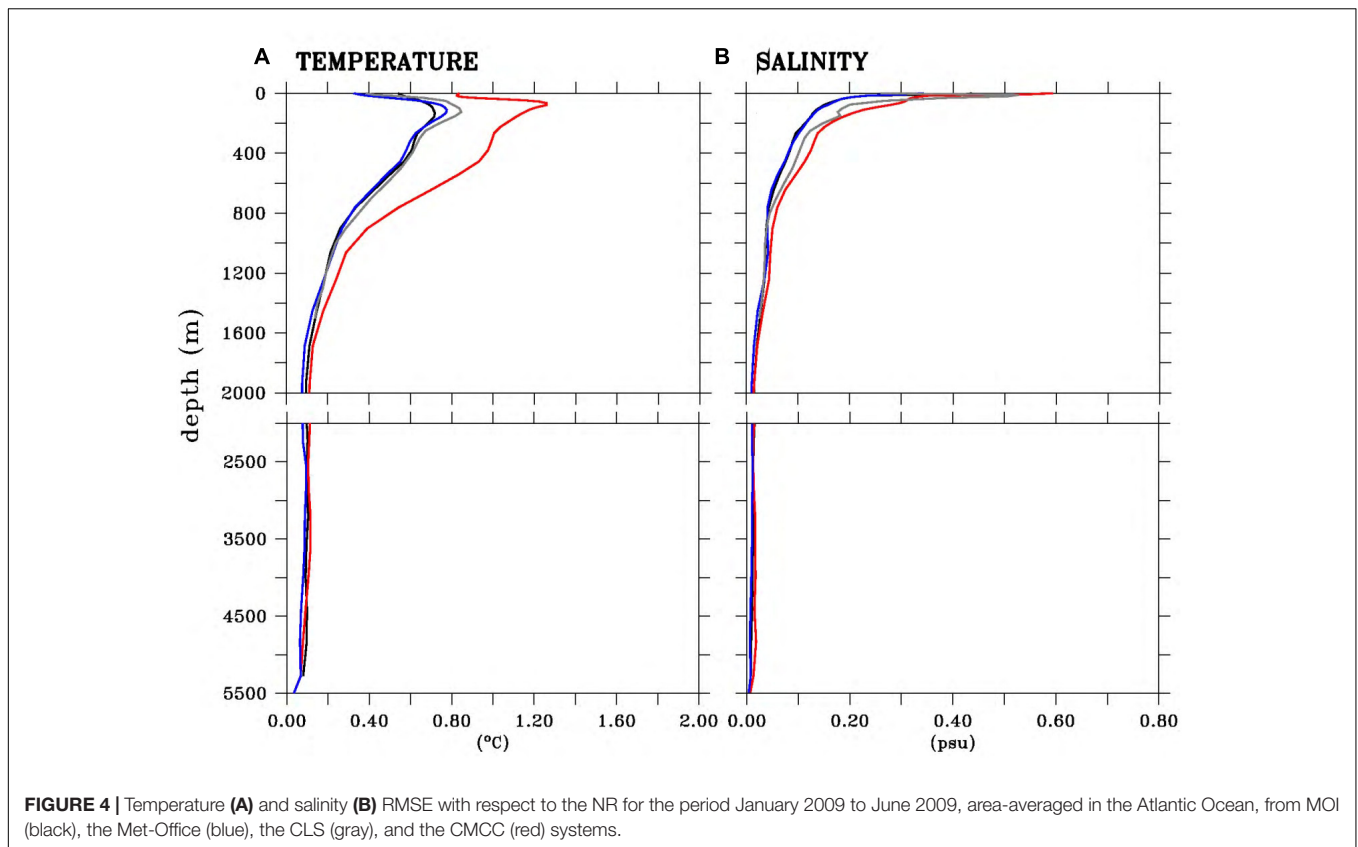 A TEMPERATURE
B SALINITY
0
400
800
1200
1600
2000
depth (m)
2500
3500
4500
5500
0.00 0.40 0.80 1.20 1.60 2.00
(°C)
0.00 0.20 0.40 0.60 0.80
(psu)
FIGURE 4 | Temperature (A) and salinity (B) RMSE with respect to the NR for the period January 2009 to June 2009, area-averaged in the Atlantic Ocean, from MOI
(black), the Met-Office (blue), the CLS (gray), and the CMCC (red) systems.